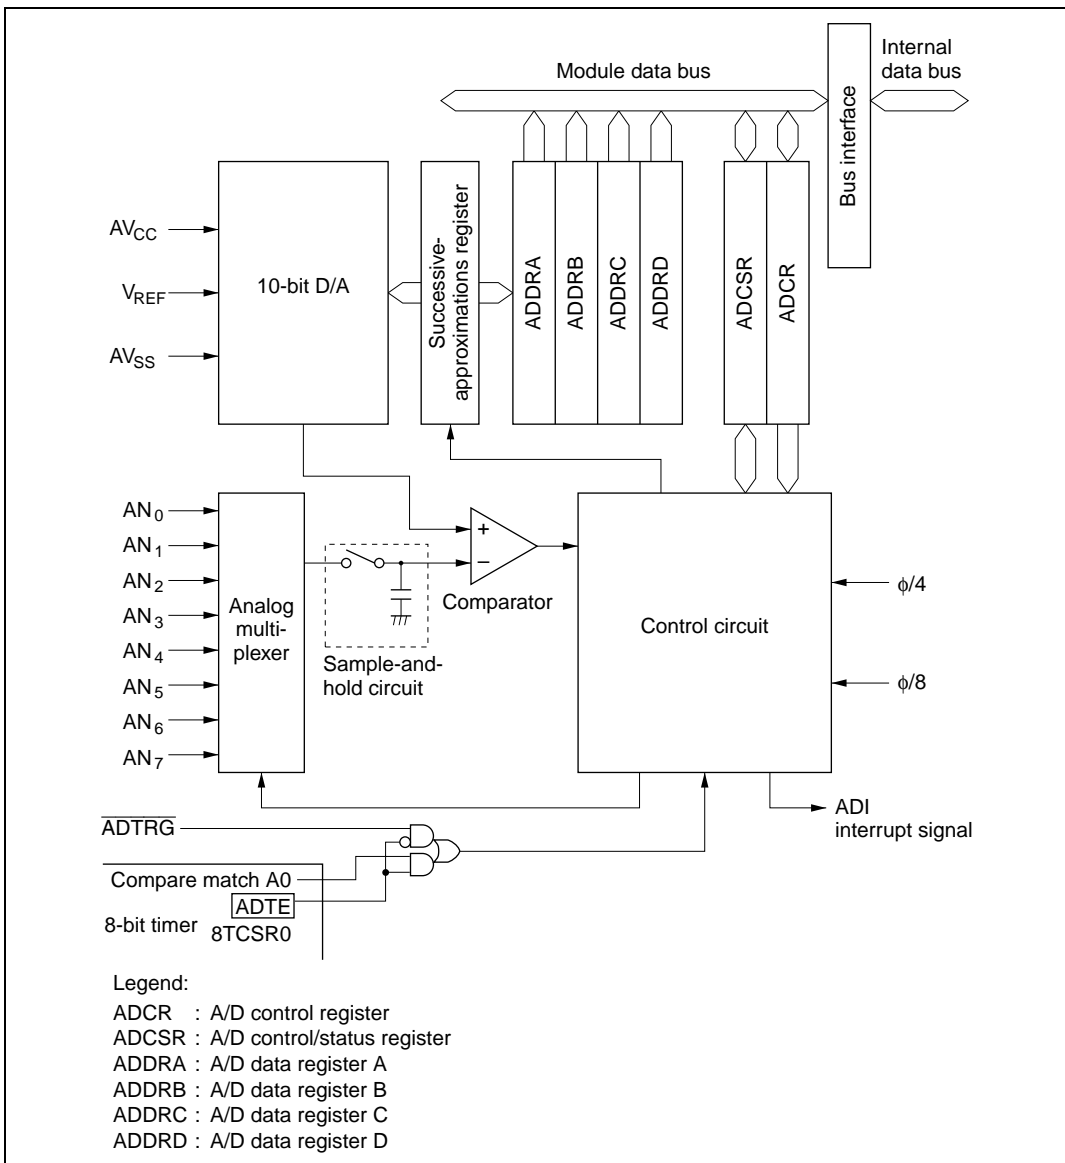 Internal
data bus
Module data bus
Bus interface
AVCC
VREF
AVSS
10-bit D/A
Successive-
approximations register
ADDRA
ADDRB
ADDRC
ADDRD
ADCSR
ADCR
AN0
AN1
AN2
AN3
AN4
AN5
AN6
AN7
Analog
multi-
plexer
Sample-and-
hold circuit
+
−
Comparator
Control circuit
ϕ/4
ϕ/8
ADI
interrupt signal
ADTRG
Compare match A0
ADTE
8-bit timer
8TCSR0
Legend:
ADCR : A/D control register
ADCSR : A/D control/status register
ADDRA : A/D data register A
ADDRB : A/D data register B
ADDRC : A/D data register C
ADDRD : A/D data register D